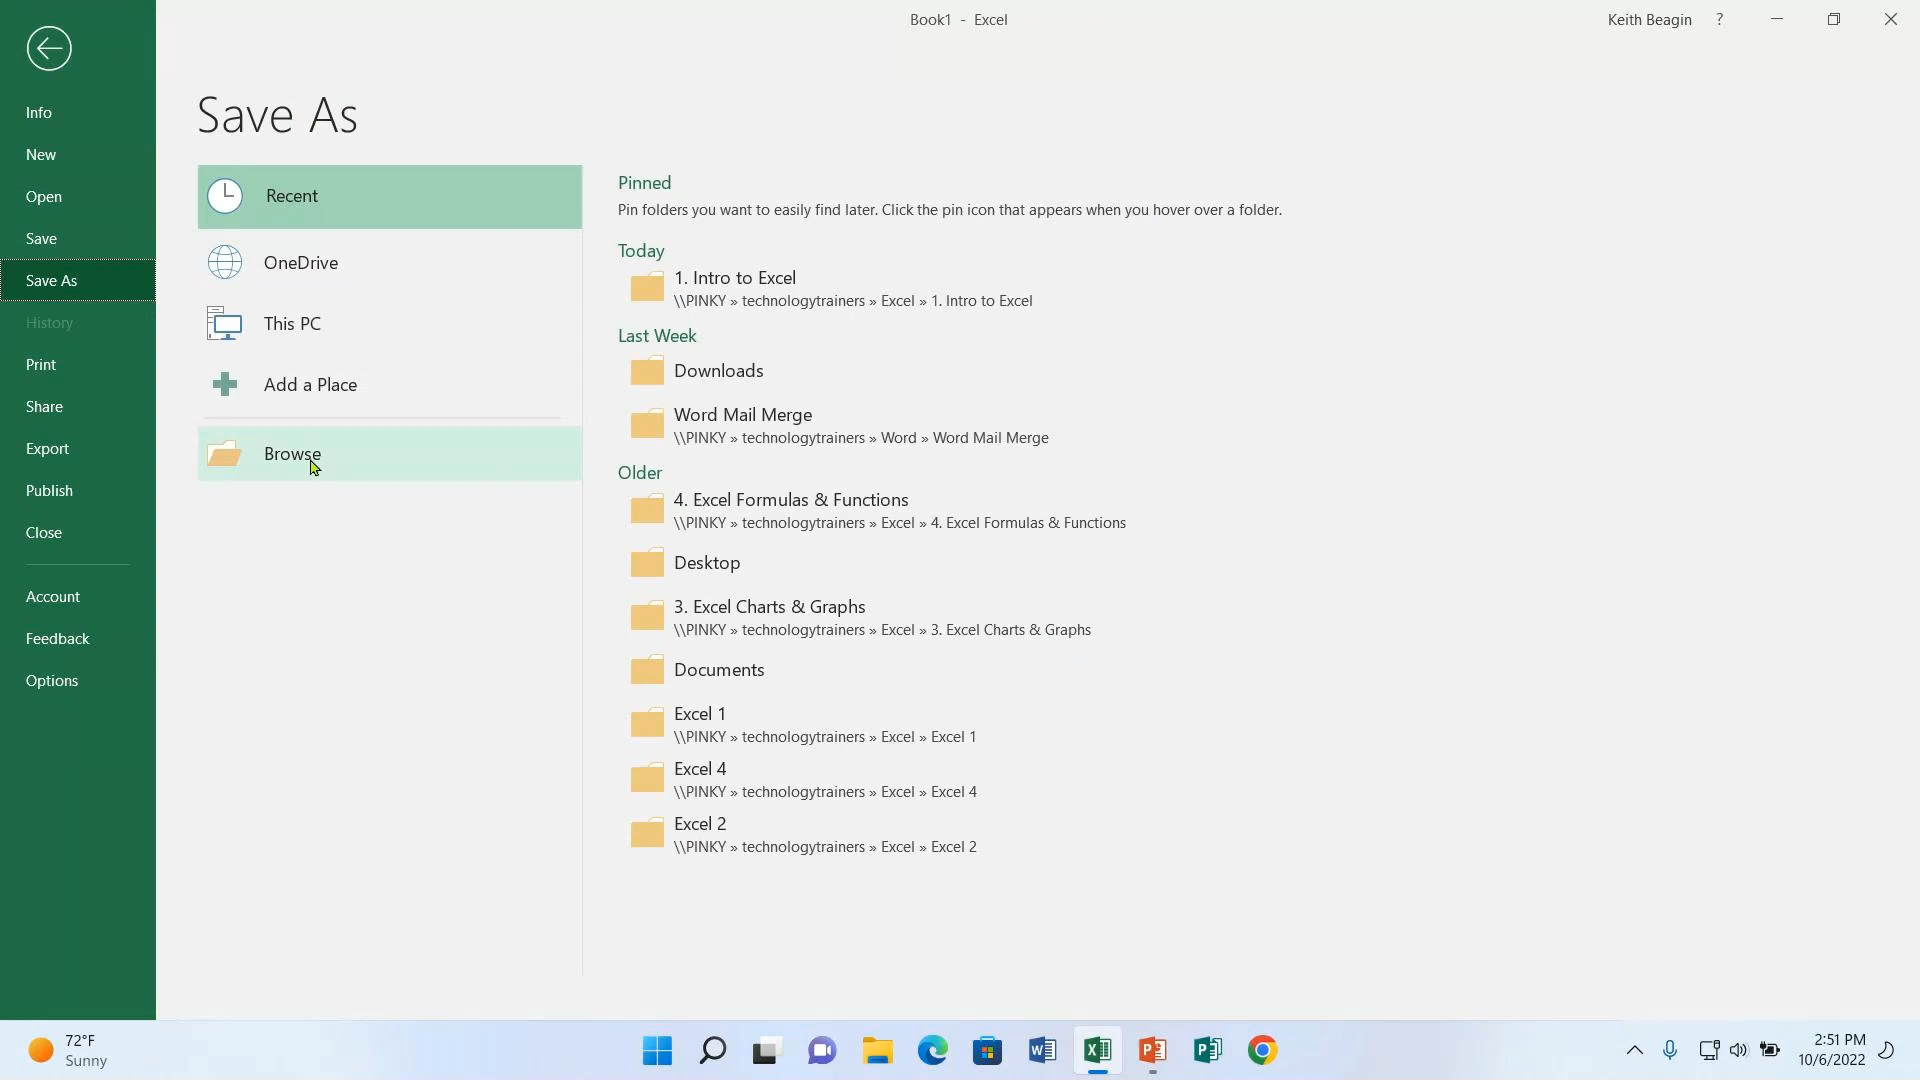 Book1 - Excel
Keith Beagin ?
Info
New
Open
Save
Save As
History
Print
Share
Export
Publish
Close
Account
Feedback
Options
Save As
Recent
OneDrive
This PC
Add a Place
Browse
Pinned
Pin folders you want to easily find later. Click the pin icon that appears when you hover over a folder.
Today
1. Intro to Excel
\\PINKY » technologytrainers » Excel » 1. Intro to Excel
Last Week
Downloads
Word Mail Merge
\\PINKY » technologytrainers » Word » Word Mail Merge
Older
4. Excel Formulas & Functions
\\PINKY » technologytrainers » Excel » 4. Excel Formulas & Functions
Desktop
3. Excel Charts & Graphs
\\PINKY » technologytrainers » Excel » 3. Excel Charts & Graphs
Documents
Excel 1
\\PINKY » technologytrainers » Excel » Excel 1
Excel 4
\\PINKY » technologytrainers » Excel » Excel 4
Excel 2
\\PINKY » technologytrainers » Excel » Excel 2
72°F
Sunny
2:51 PM
10/6/2022